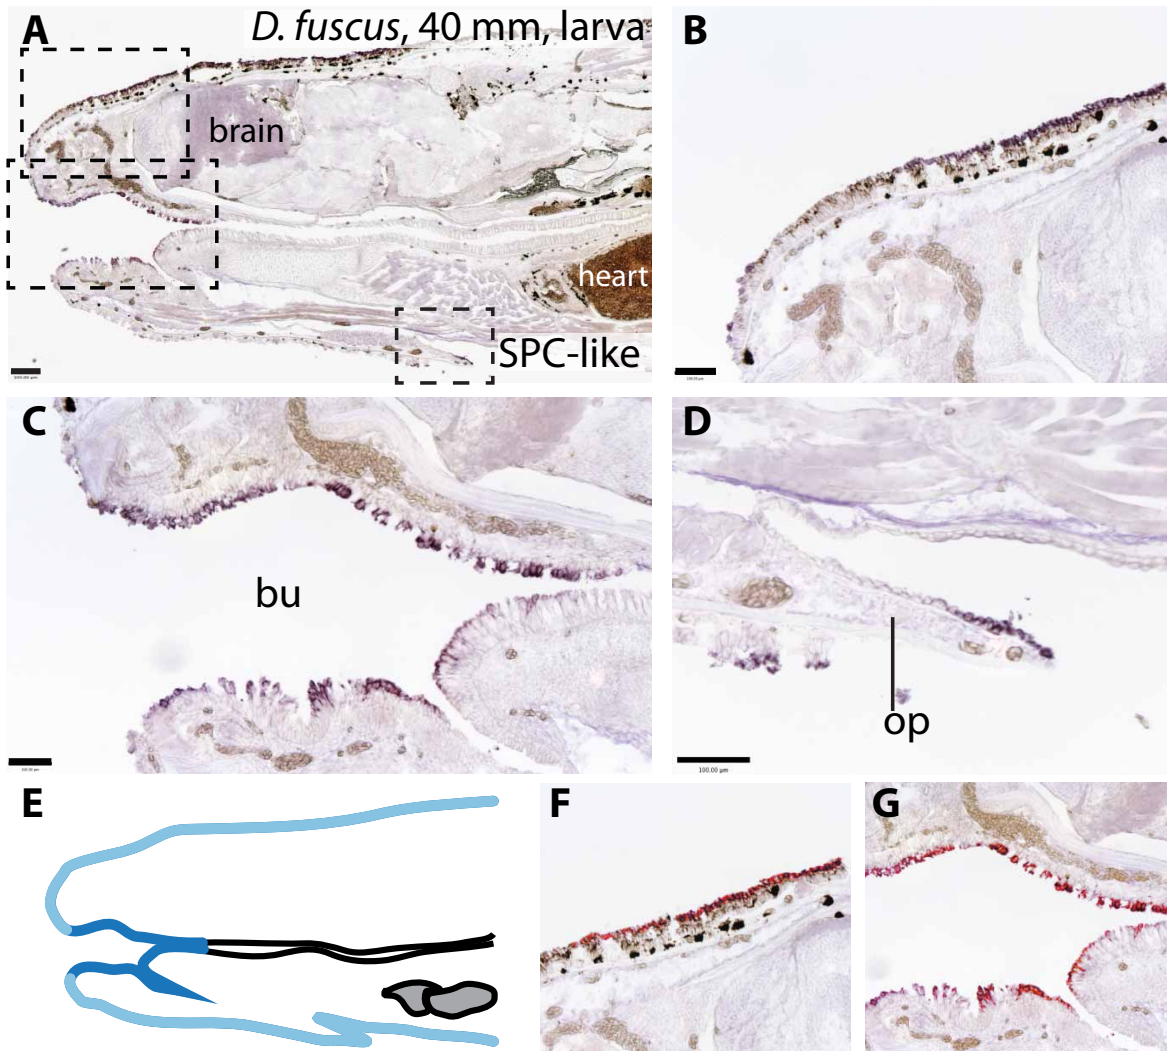 A
D. fuscus, 40 mm, larva
brain
heart
SPC-like
B
C
bu
D
op
100.00 µm
E
F
G